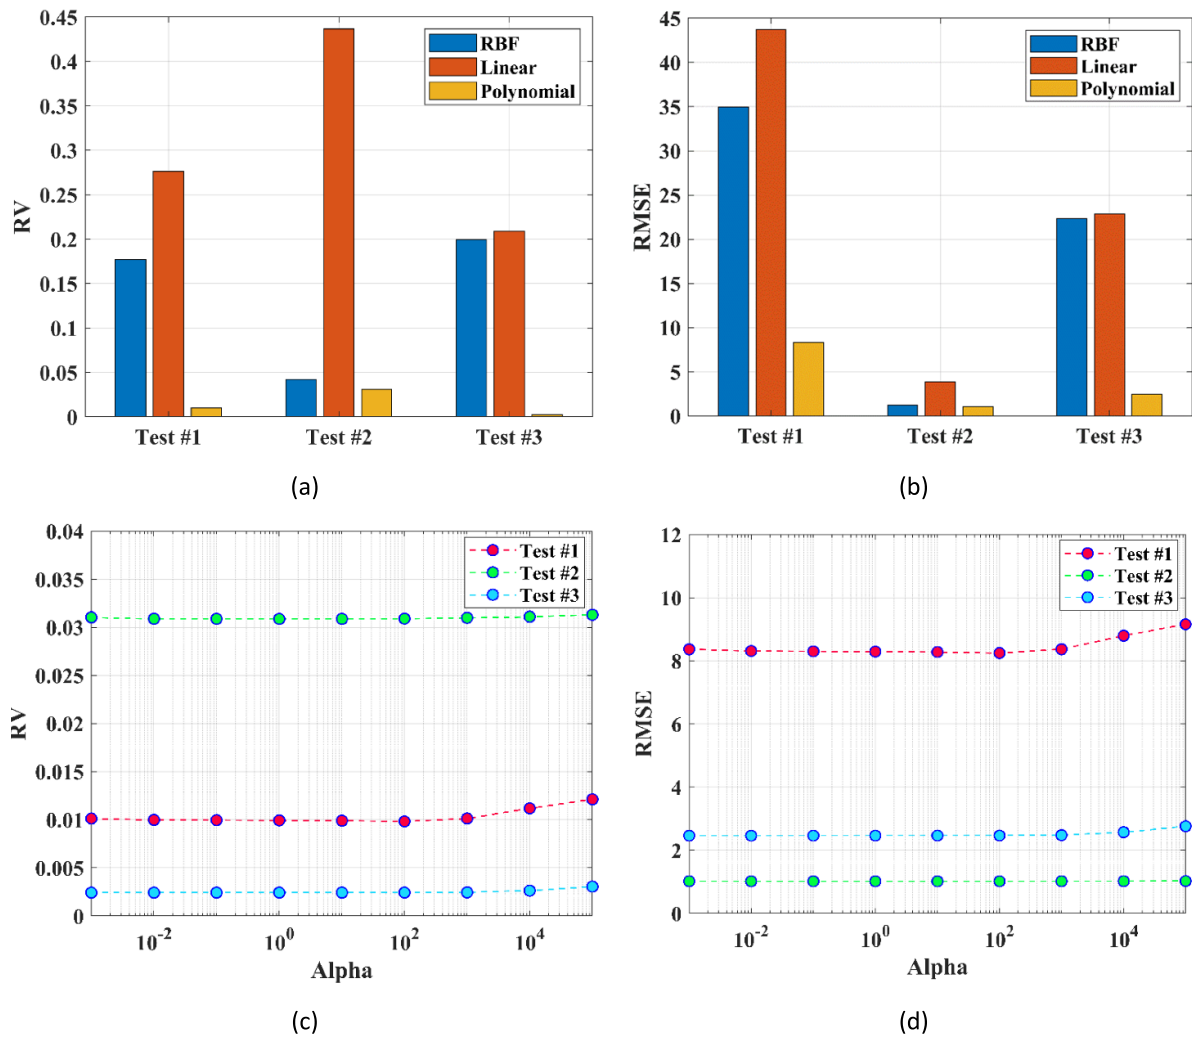 0.45
0.4
0.35
0.3
0.25
0.2
0.15
0.1
0.05
0
RV
RBF
Linear
Polynomial
Test #1 Test #2 Test #3
(a)
45
40
35
30
25
20
15
10
5
0
RMSE
RBF
Linear
Polynomial
Test #1 Test #2 Test #3
(b)
0.04
0.035
0.03
0.025
0.02
0.015
0.01
0.005
0
RV
Test #1
Test #2
Test #3
10^-2 10^0 10^2 10^4
Alpha
(c)
12
10
8
6
4
2
0
RMSE
Test #1
Test #2
Test #3
10^-2 10^0 10^2 10^4
Alpha
(d)